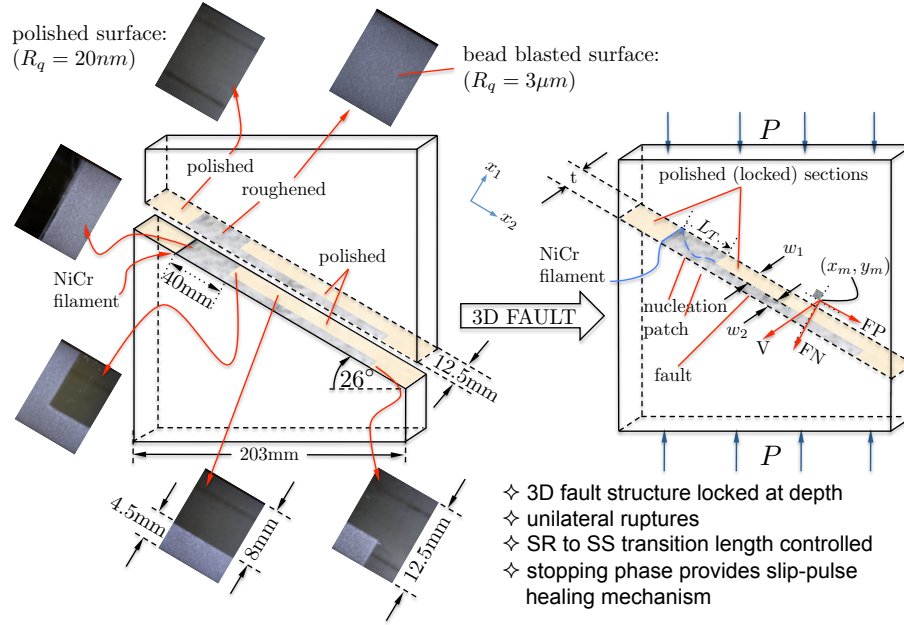 polished surface:
(R_q = 20nm)
bead blasted surface:
(R_q = 3μm)
polished
roughened
NiCr
filament
40mm
polished
26°
12.5mm
203mm
4.5mm
8mm
12.5mm
3D FAULT
x_1
x_2
P
t
polished (locked) sections
L_T
w_1
NiCr
filament
(x_m, y_m)
nucleation
patch
w_2
V
FN
FP
fault
P
✧ 3D fault structure locked at depth
✧ unilateral ruptures
✧ SR to SS transition length controlled
✧ stopping phase provides slip-pulse
healing mechanism